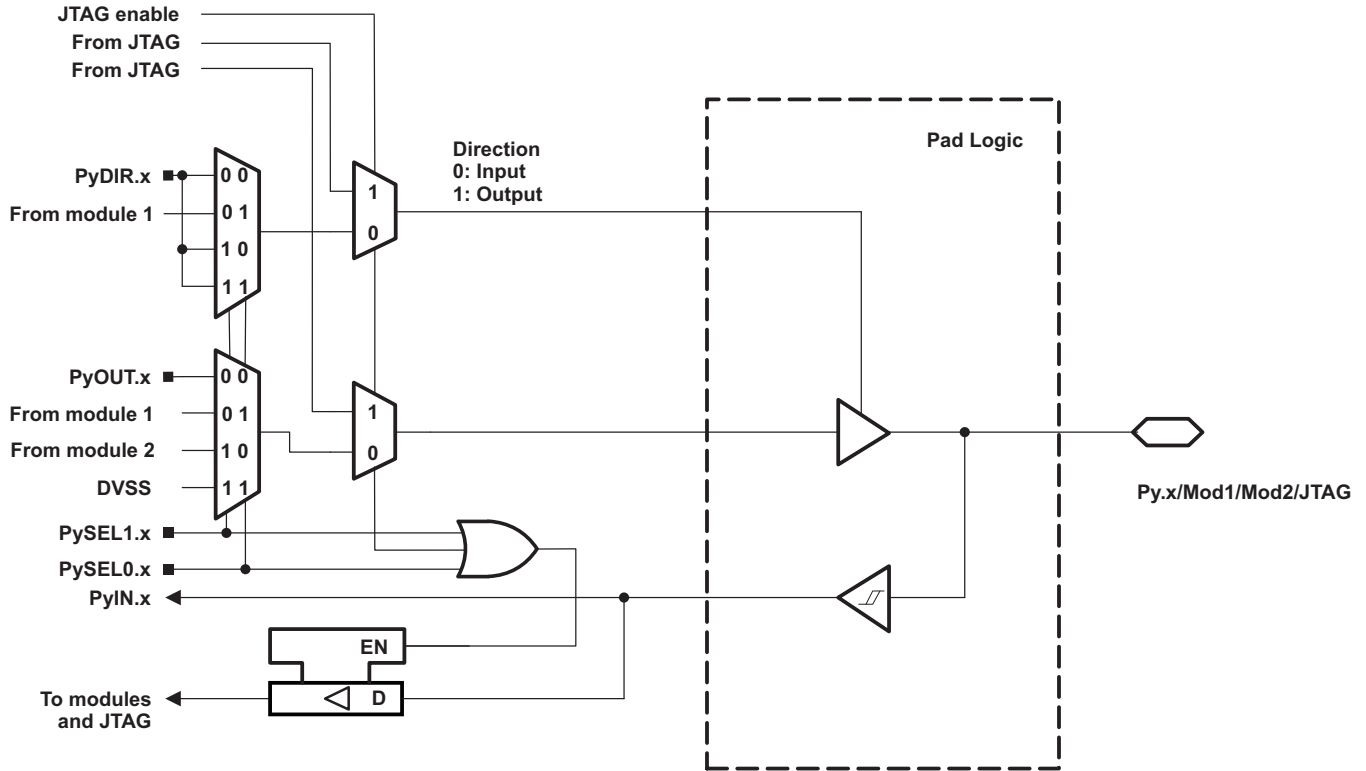 JTAG enable
From JTAG
From JTAG
Direction
0: Input
1: Output
Pad Logic
PyDIR.x
0 0
From module 1
0 1
1 0
1 1
1
0
PyOUT.x
0 0
From module 1
0 1
From module 2
1 0
DVSS
1 1
1
0
Py.x/Mod1/Mod2/JTAG
PySEL1.x
PySEL0.x
PyIN.x
EN
D
To modules
and JTAG